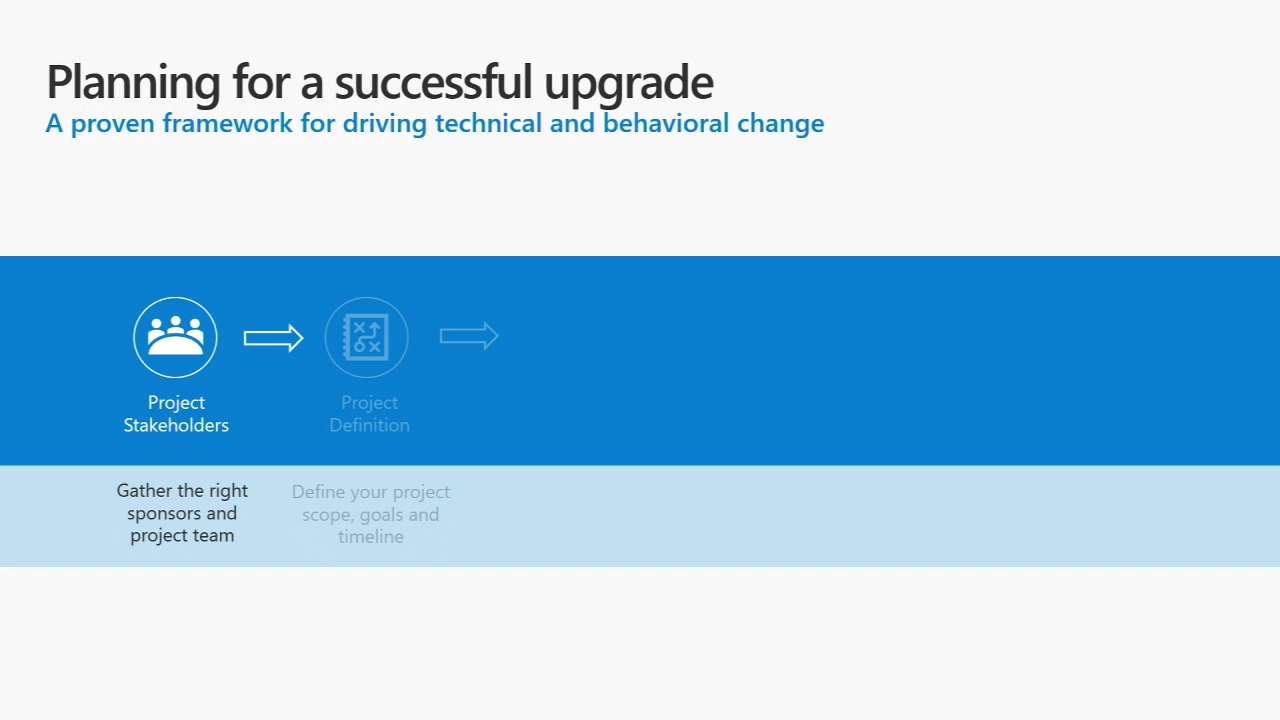 Planning for a successful upgrade
A proven framework for driving technical and behavioral change
Project
Stakeholders
Project
Definition
Gather the right
sponsors and
project team
Define your project
scope, goals and
timeline